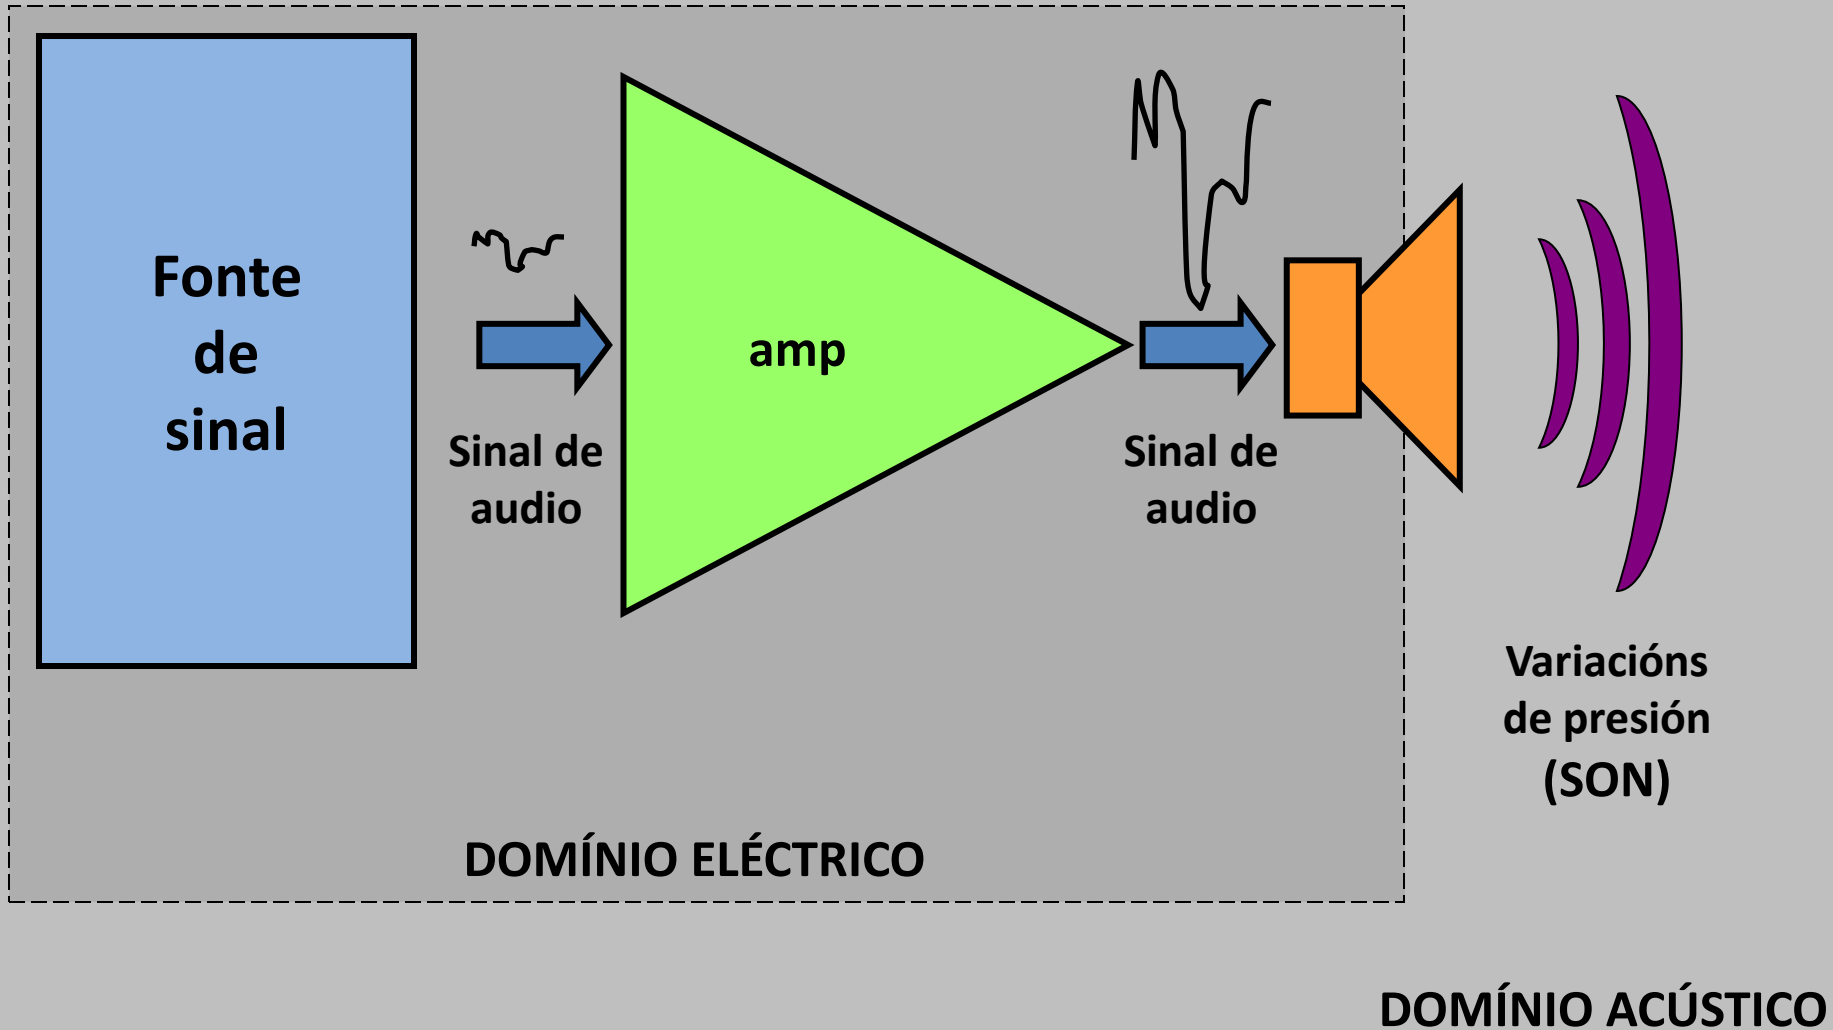 Fonte
de
sinal
Sinal de
audio
amp
Sinal de
audio
Variacións
de presión
(SON)
DOMÍNIO ELÉCTRICO
DOMÍNIO ACÚSTICO